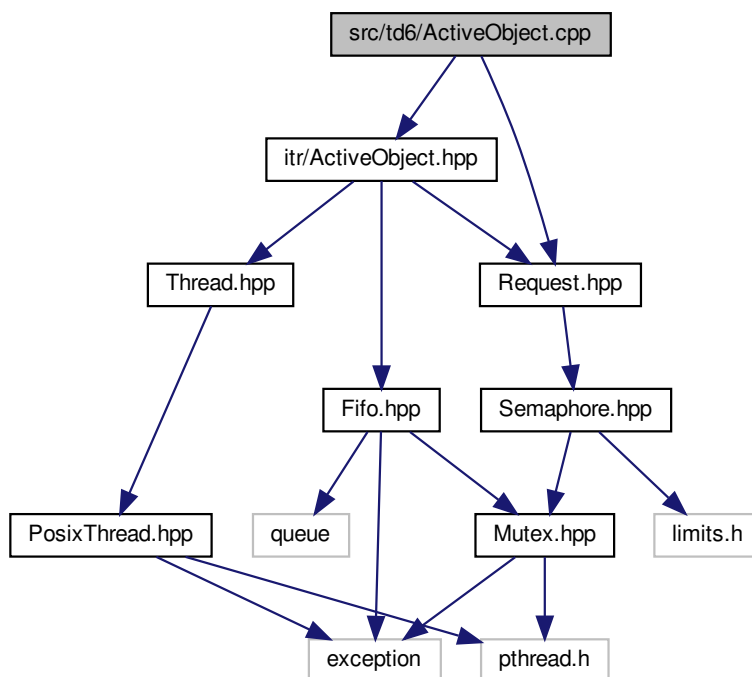 src/td6/ActiveObject.cpp
itr/ActiveObject.hpp
Thread.hpp
Request.hpp
Fifo.hpp
Semaphore.hpp
PosixThread.hpp
queue
Mutex.hpp
limits.h
exception
pthread.h